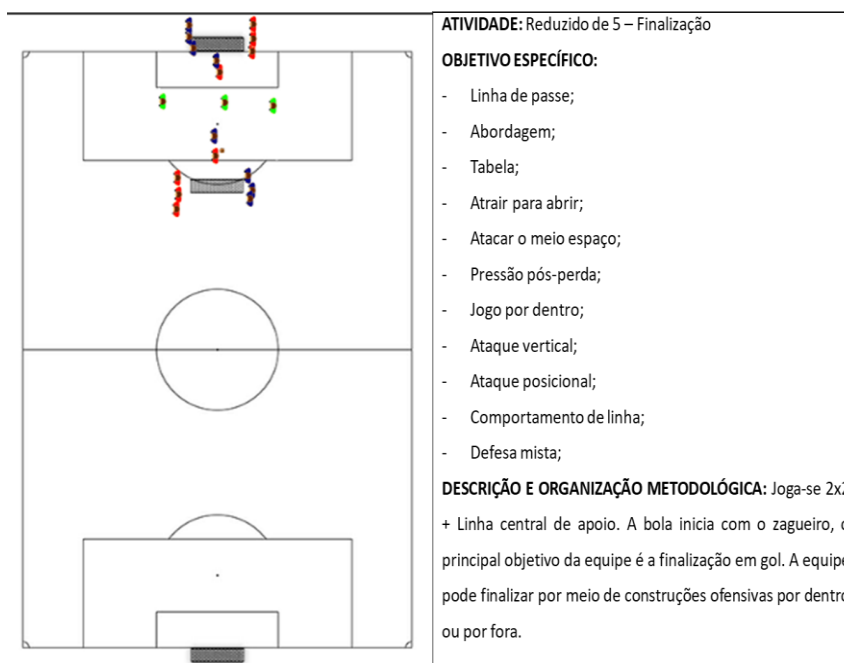 ATIVIDADE: Reduzido de 5 – Finalização
OBJETIVO ESPECÍFICO:
- Linha de passe;
- Abordagem;
- Tabela;
- Atrair para abrir;
- Atacar o meio espaço;
- Pressão pós-perda;
- Jogo por dentro;
- Ataque vertical;
- Ataque posicional;
- Comportamento de linha;
- Defesa mista;
DESCRIÇÃO E ORGANIZAÇÃO METODOLÓGICA: Joga-se 2x2
+ Linha central de apoio. A bola inicia com o zagueiro, o
principal objetivo da equipe é a finalização em gol. A equipe
pode finalizar por meio de construções ofensivas por dentro
ou por fora.